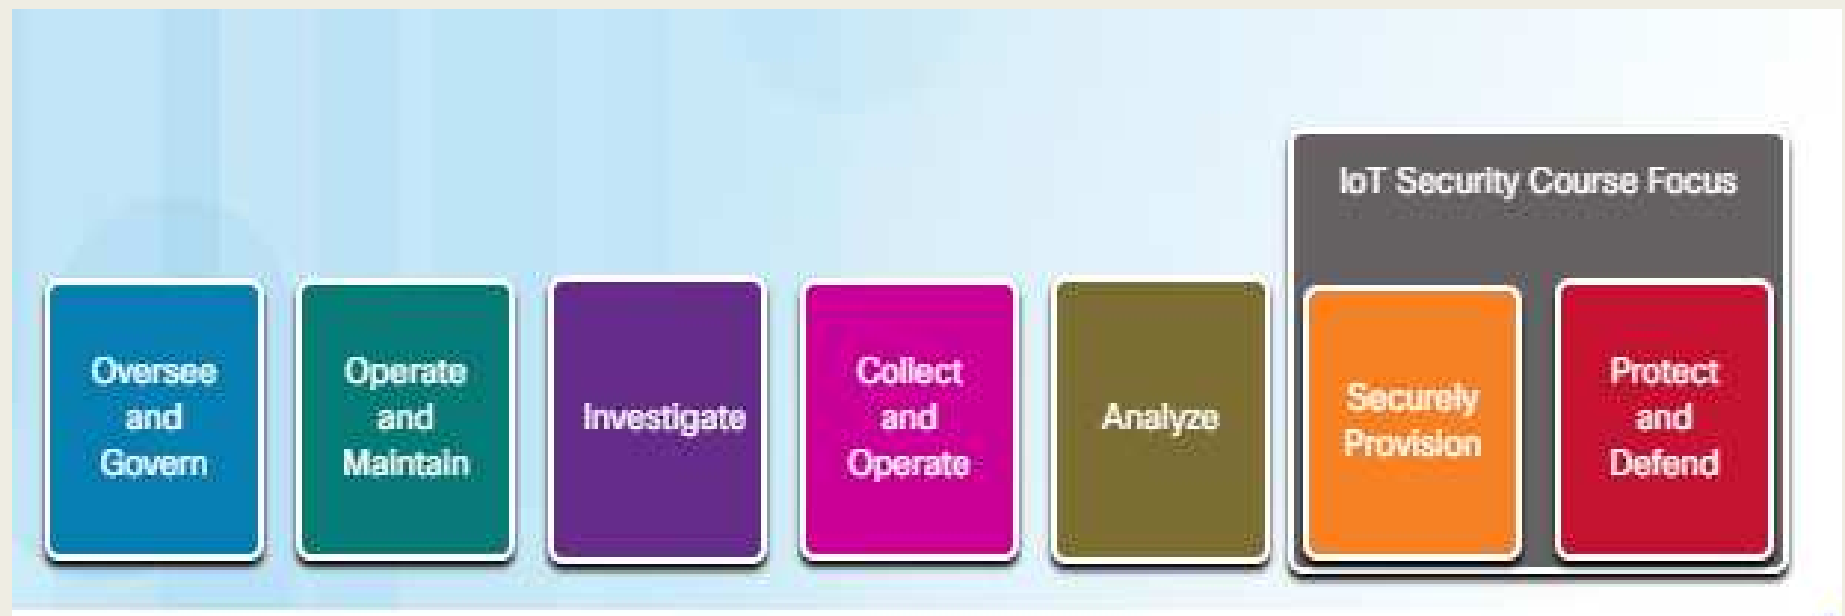 IoT Security Course Focus
Oversee
and
Govern
Operate
and
Maintain
Investigate
Collect
and
Operate
Analyze
Securely
Provision
Protect
and
Defend